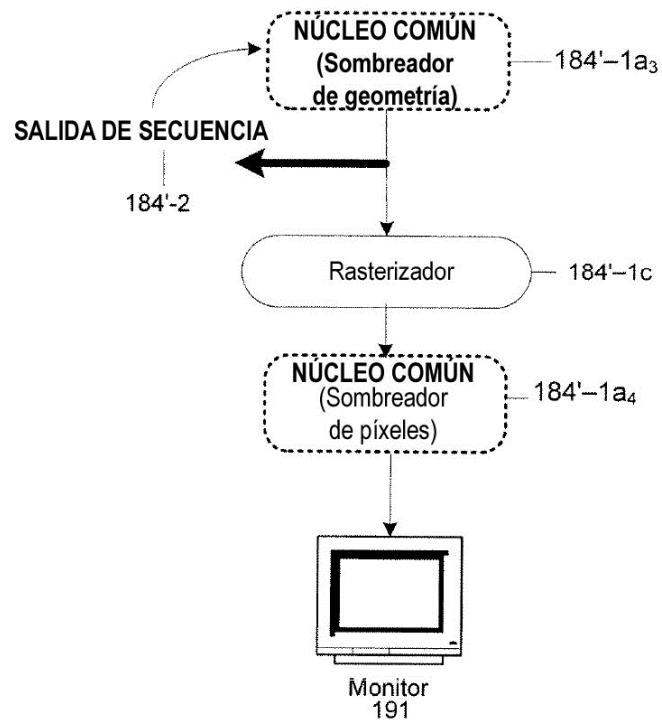 NÚCLEO COMÚN
(Sombreador
de geometría)
184'–1a₃
SALIDA DE SECUENCIA
184'-2
Rasterizador
184'–1c
NÚCLEO COMÚN
(Sombreador
de píxeles)
184'–1a₄
Monitor
191